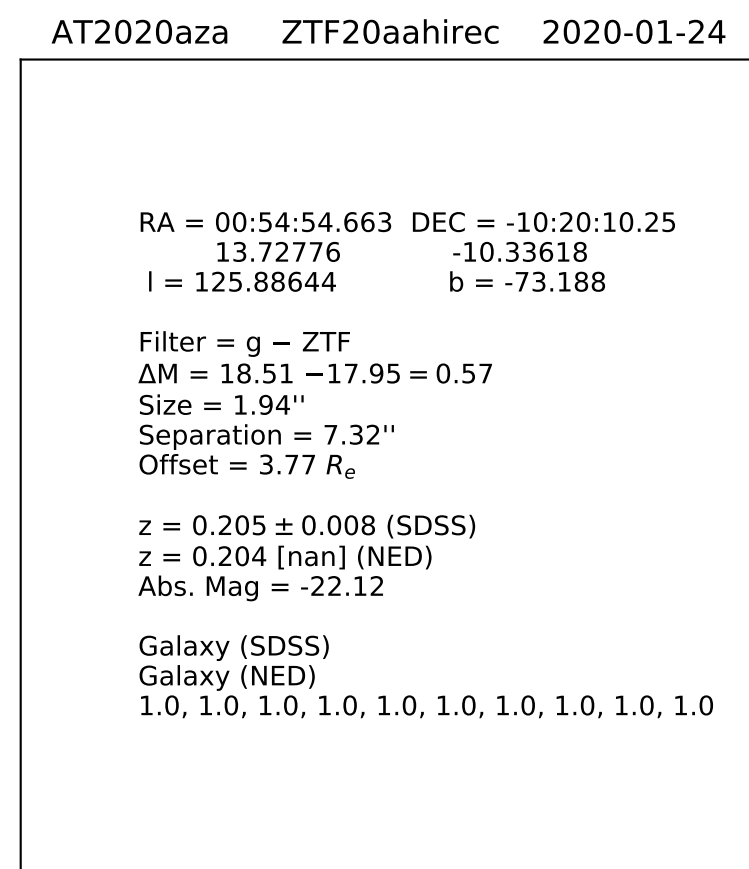 AT2020aza ZTF20aahirec 2020-01-24
RA = 00:54:54.663 DEC = -10:20:10.25
13.72776 -10.33618
l = 125.88644 b = -73.188
Filter = g − ZTF
ΔM = 18.51 −17.95 = 0.57
Size = 1.94''
Separation = 7.32''
Offset = 3.77 Rₑ
z = 0.205 ± 0.008 (SDSS)
z = 0.204 [nan] (NED)
Abs. Mag = -22.12
Galaxy (SDSS)
Galaxy (NED)
1.0, 1.0, 1.0, 1.0, 1.0, 1.0, 1.0, 1.0, 1.0, 1.0